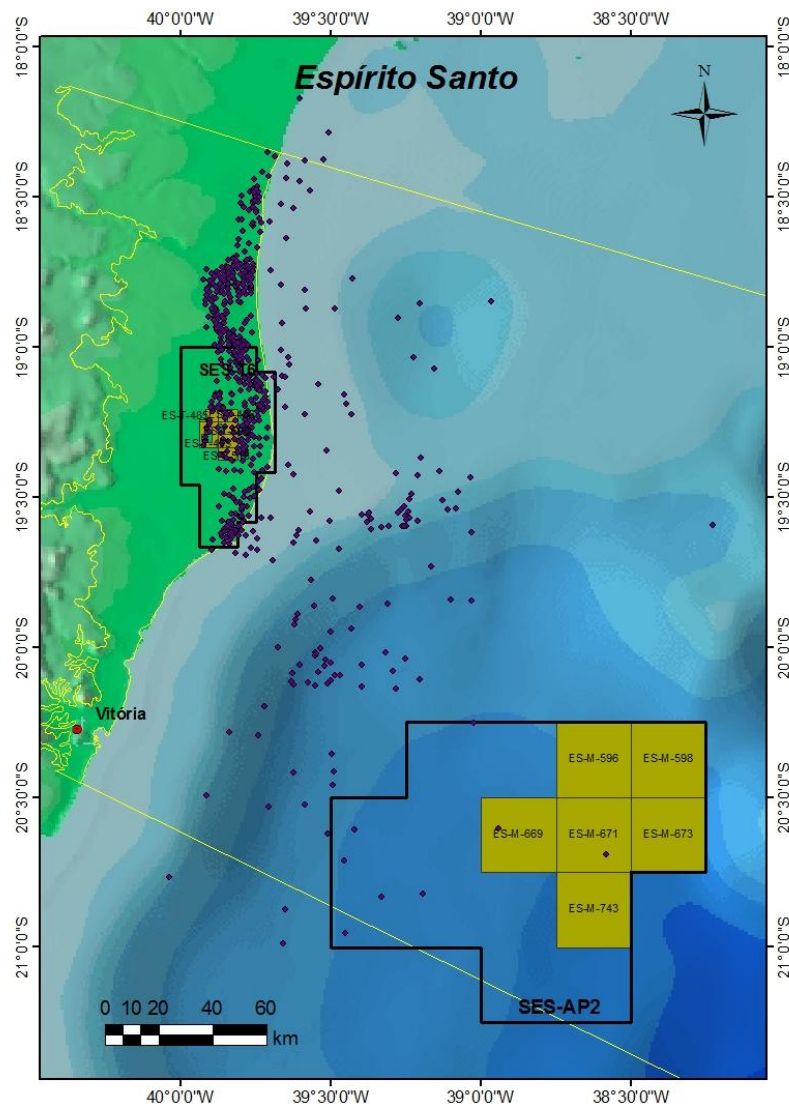 40°0'0"W 39°30'0"W 39°0'0"W 38°30'0"W
18°0'0"S 18°0'0"S
Espírito Santo
N
18°30'0"S 18°30'0"S
19°0'0"S 19°0'0"S
ES-T-485
19°30'0"S 19°30'0"S
20°0'0"S 20°0'0"S
Vitória
ES-M-596 ES-M-598
20°30'0"S 20°30'0"S
ES-M-669 ES-M-671 ES-M-673
ES-M-743
21°0'0"S 21°0'0"S
SES-AP2
0 10 20 40 60
km
40°0'0"W 39°30'0"W 39°0'0"W 38°30'0"W